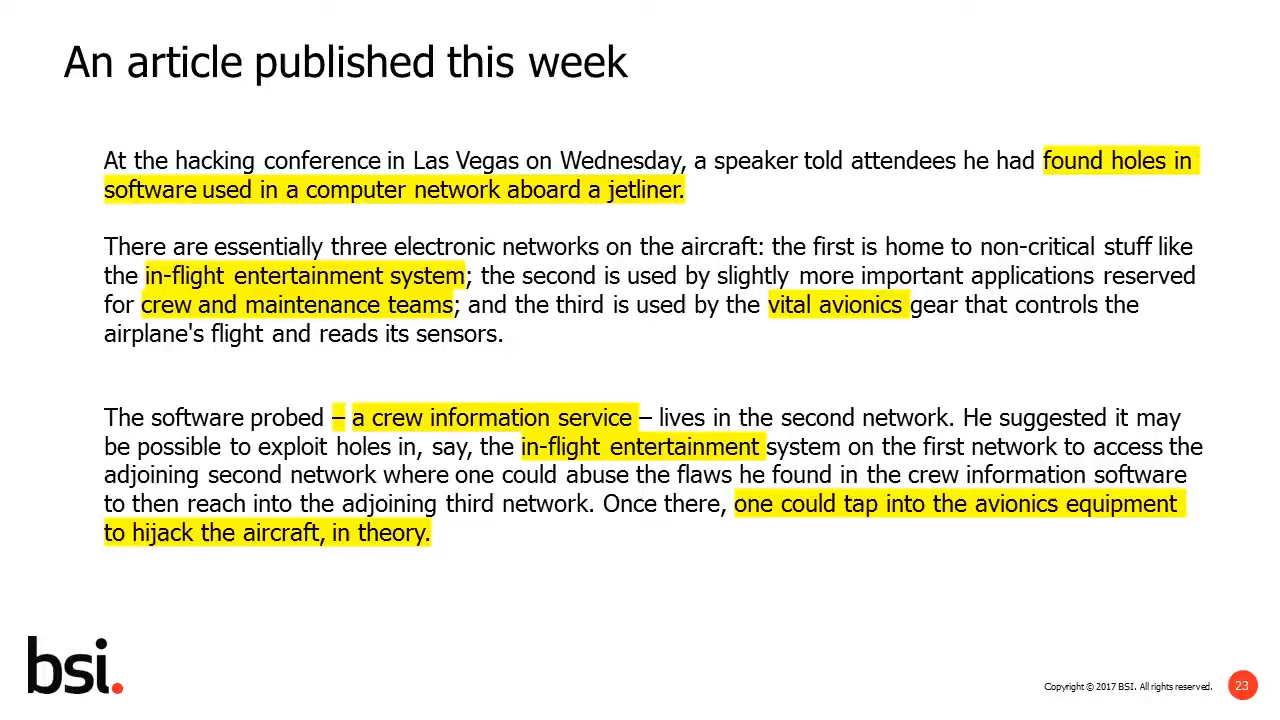 An article published this week
At the hacking conference in Las Vegas on Wednesday, a speaker told attendees he had found holes in
software used in a computer network aboard a jetliner.
There are essentially three electronic networks on the aircraft: the first is home to non-critical stuff like
the in-flight entertainment system; the second is used by slightly more important applications reserved
for crew and maintenance teams; and the third is used by the vital avionics gear that controls the
airplane's flight and reads its sensors.
The software probed – a crew information service – lives in the second network. He suggested it may
be possible to exploit holes in, say, the in-flight entertainment system on the first network to access the
adjoining second network where one could abuse the flaws he found in the crew information software
to then reach into the adjoining third network. Once there, one could tap into the avionics equipment
to hijack the aircraft, in theory.
bsi.
Copyright © 2017 BSI. All rights reserved.
23